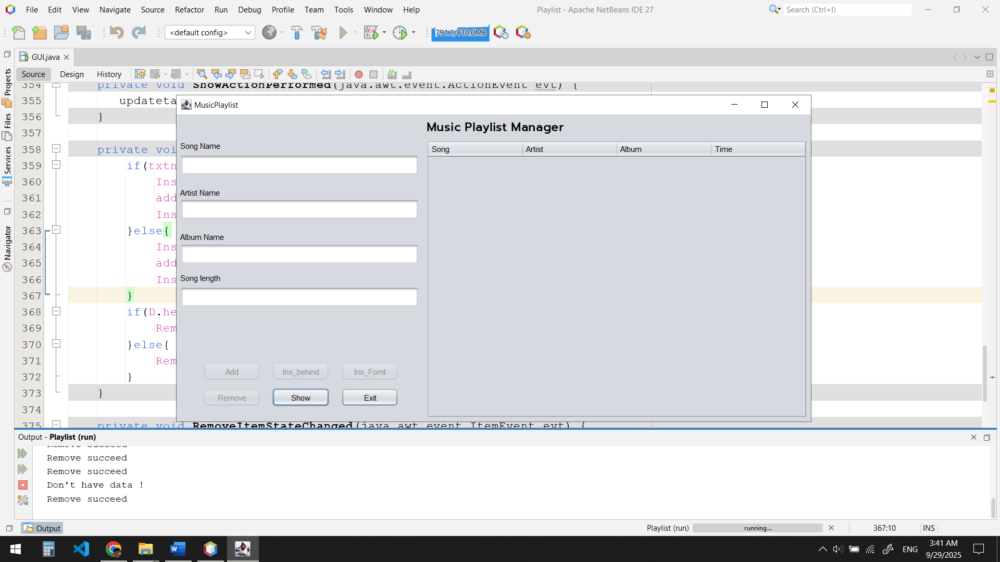 File Edit View Navigate Source Refactor Run Debug Profile Team Tools Window Help
Playlist - Apache NetBeans IDE 27
Search (Ctrl+I)
<default config>
791.1/810.0MB
GUI.java
Source Design History
Projects
Files
Services
Navigator
354 private void ShowActionPerformed(java.awt.event.ActionEvent evt) {
355 updateta
356 }
357
358 private voi
359 if(txtn
360 Ins
361 add
362 Ins
363 }else{
364 Ins
365 add
366 Ins
367 }
368 if(D.he
369 Rem
370 }else{
371 Rem
372 }
373 }
374
375 private void RemoveItemStateChanged(java.awt.event.ItemEvent evt) {
MusicPlaylist
Music Playlist Manager
Song Name
Artist Name
Album Name
Song length
Song Artist Album Time
Add Ins_behind Ins_Fornt
Remove Show Exit
Output - Playlist (run)
Remove succeed
Remove succeed
Remove succeed
Don't have data !
Remove succeed
Output
Playlist (run) running... 367:10 INS
ENG
3:41 AM
9/29/2025